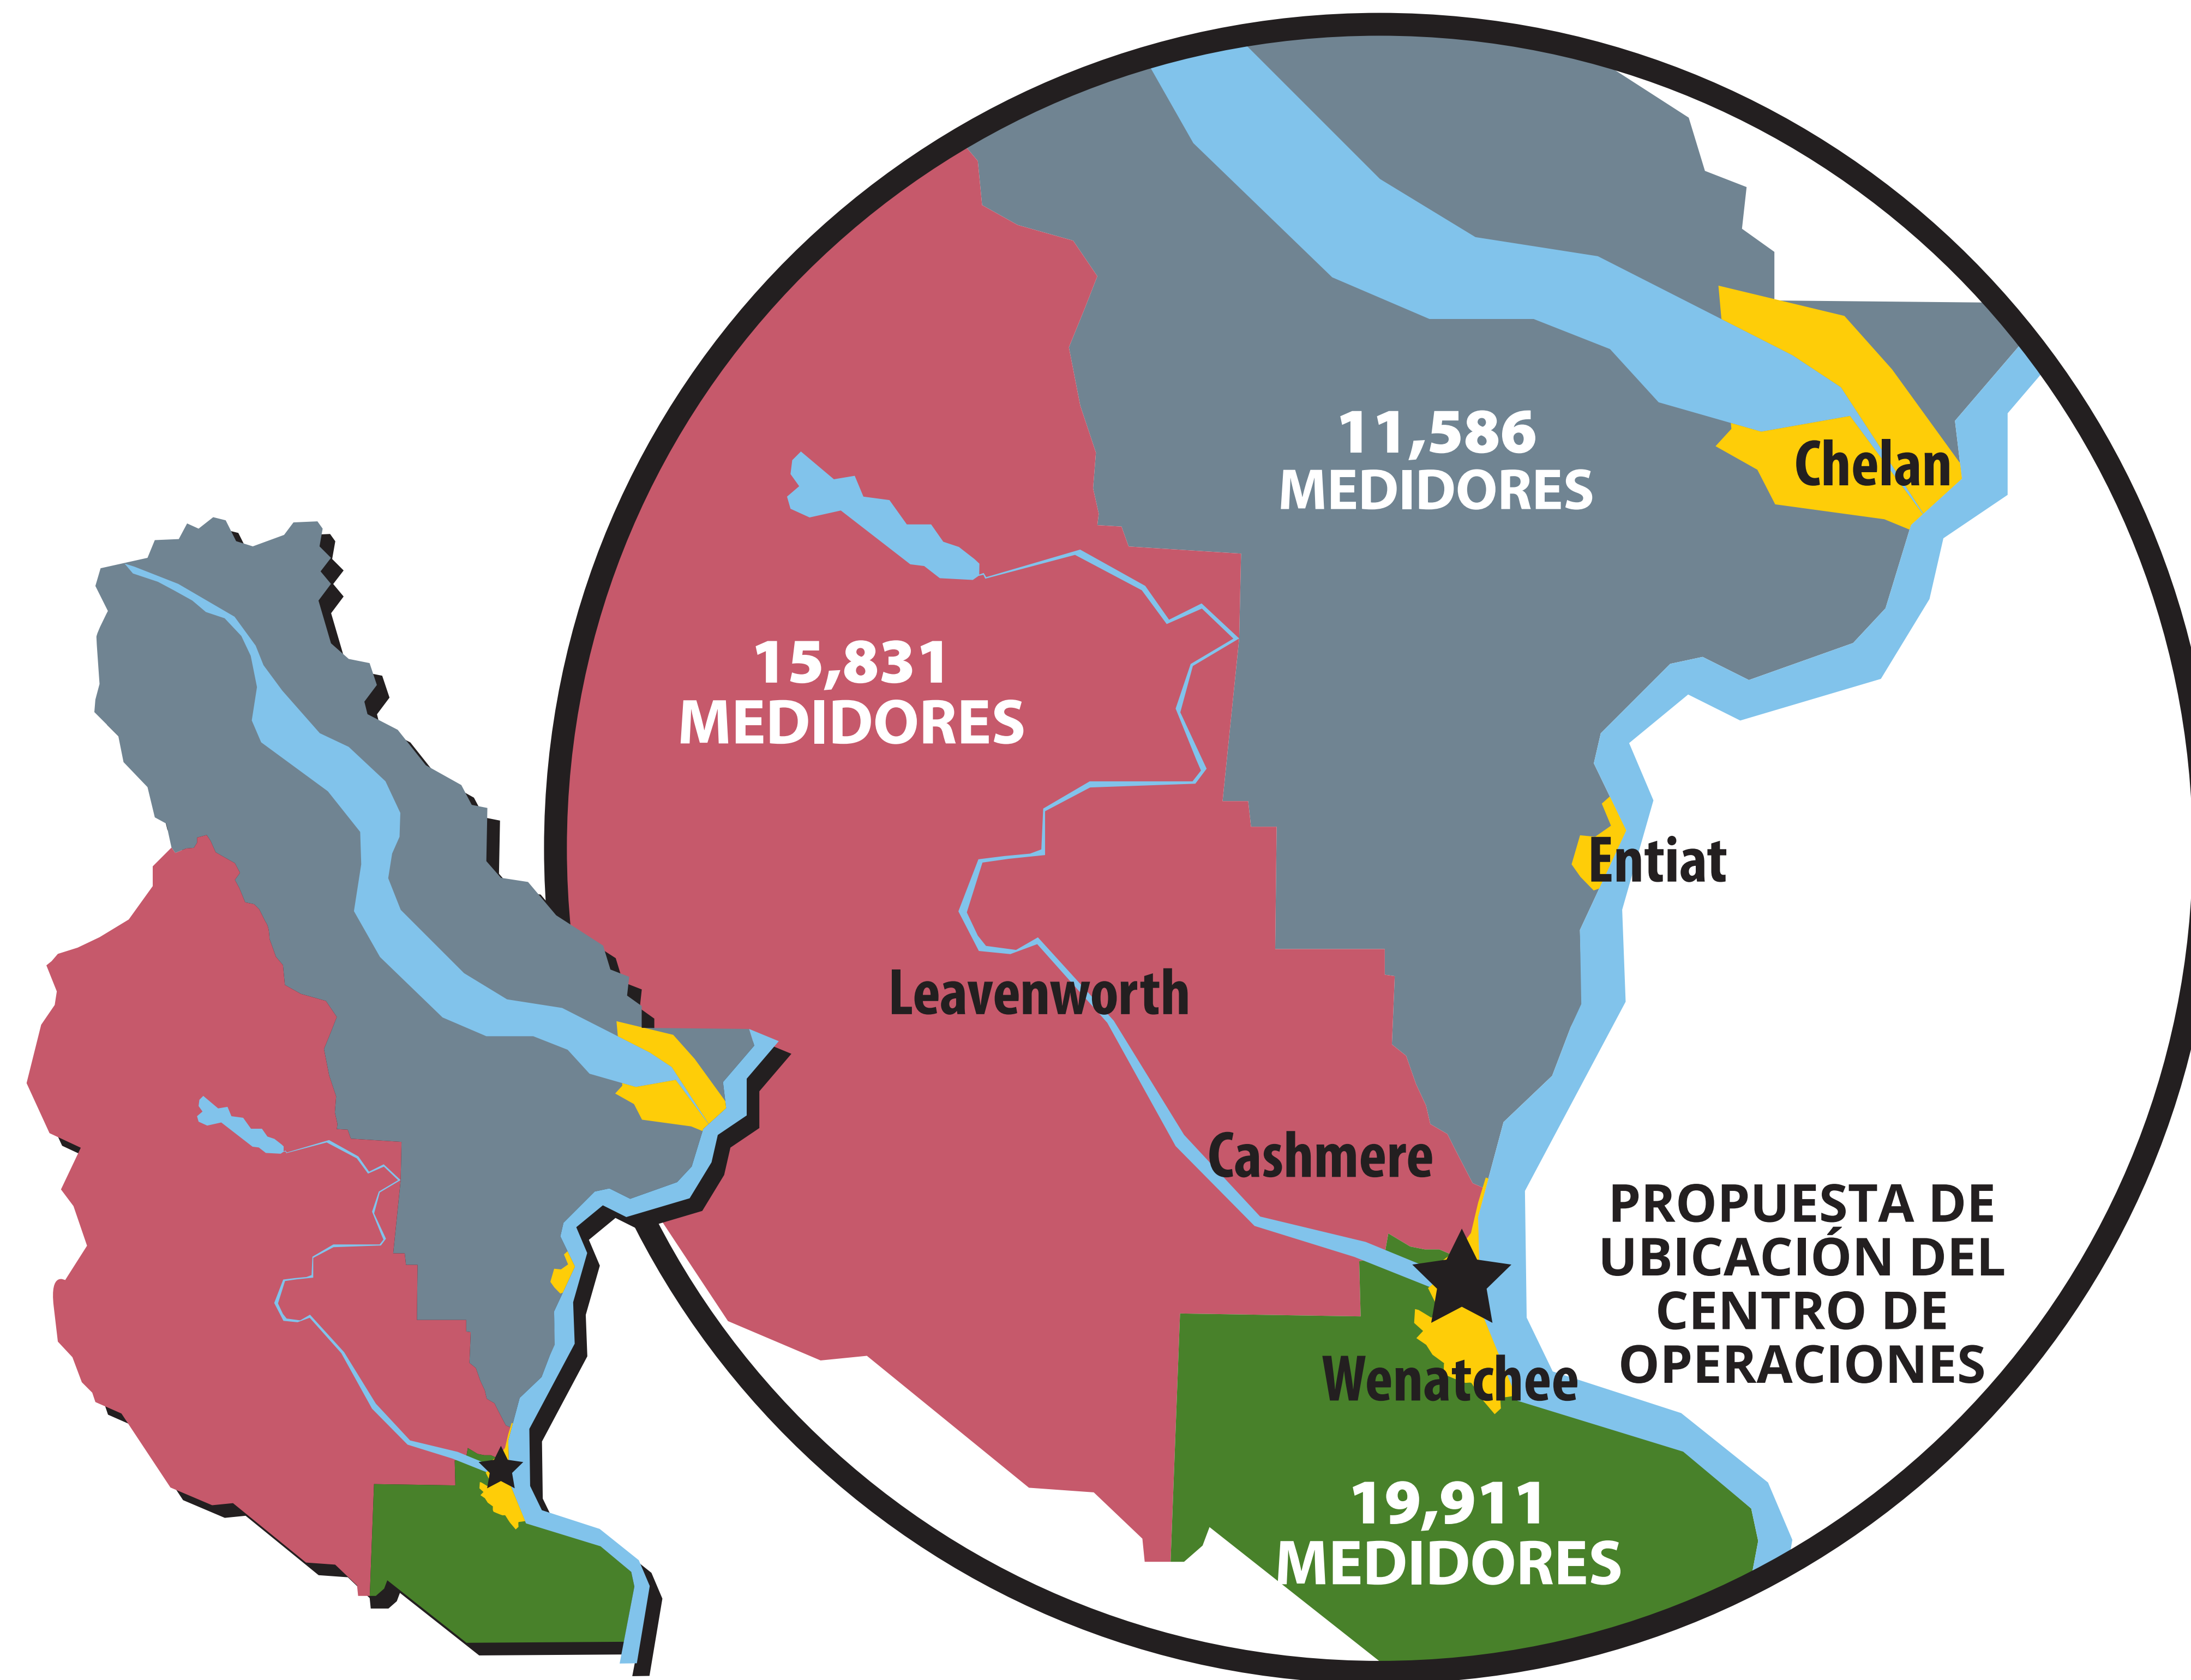 11,586
MEDIDORES
Chelan
15,831
MEDIDORES
Entiat
Leavenworth
Cashmere
PROPUESTA DE
UBICACIÓN DEL
CENTRO DE
OPERACIONES
Wenatchee
19,911
MEDIDORES